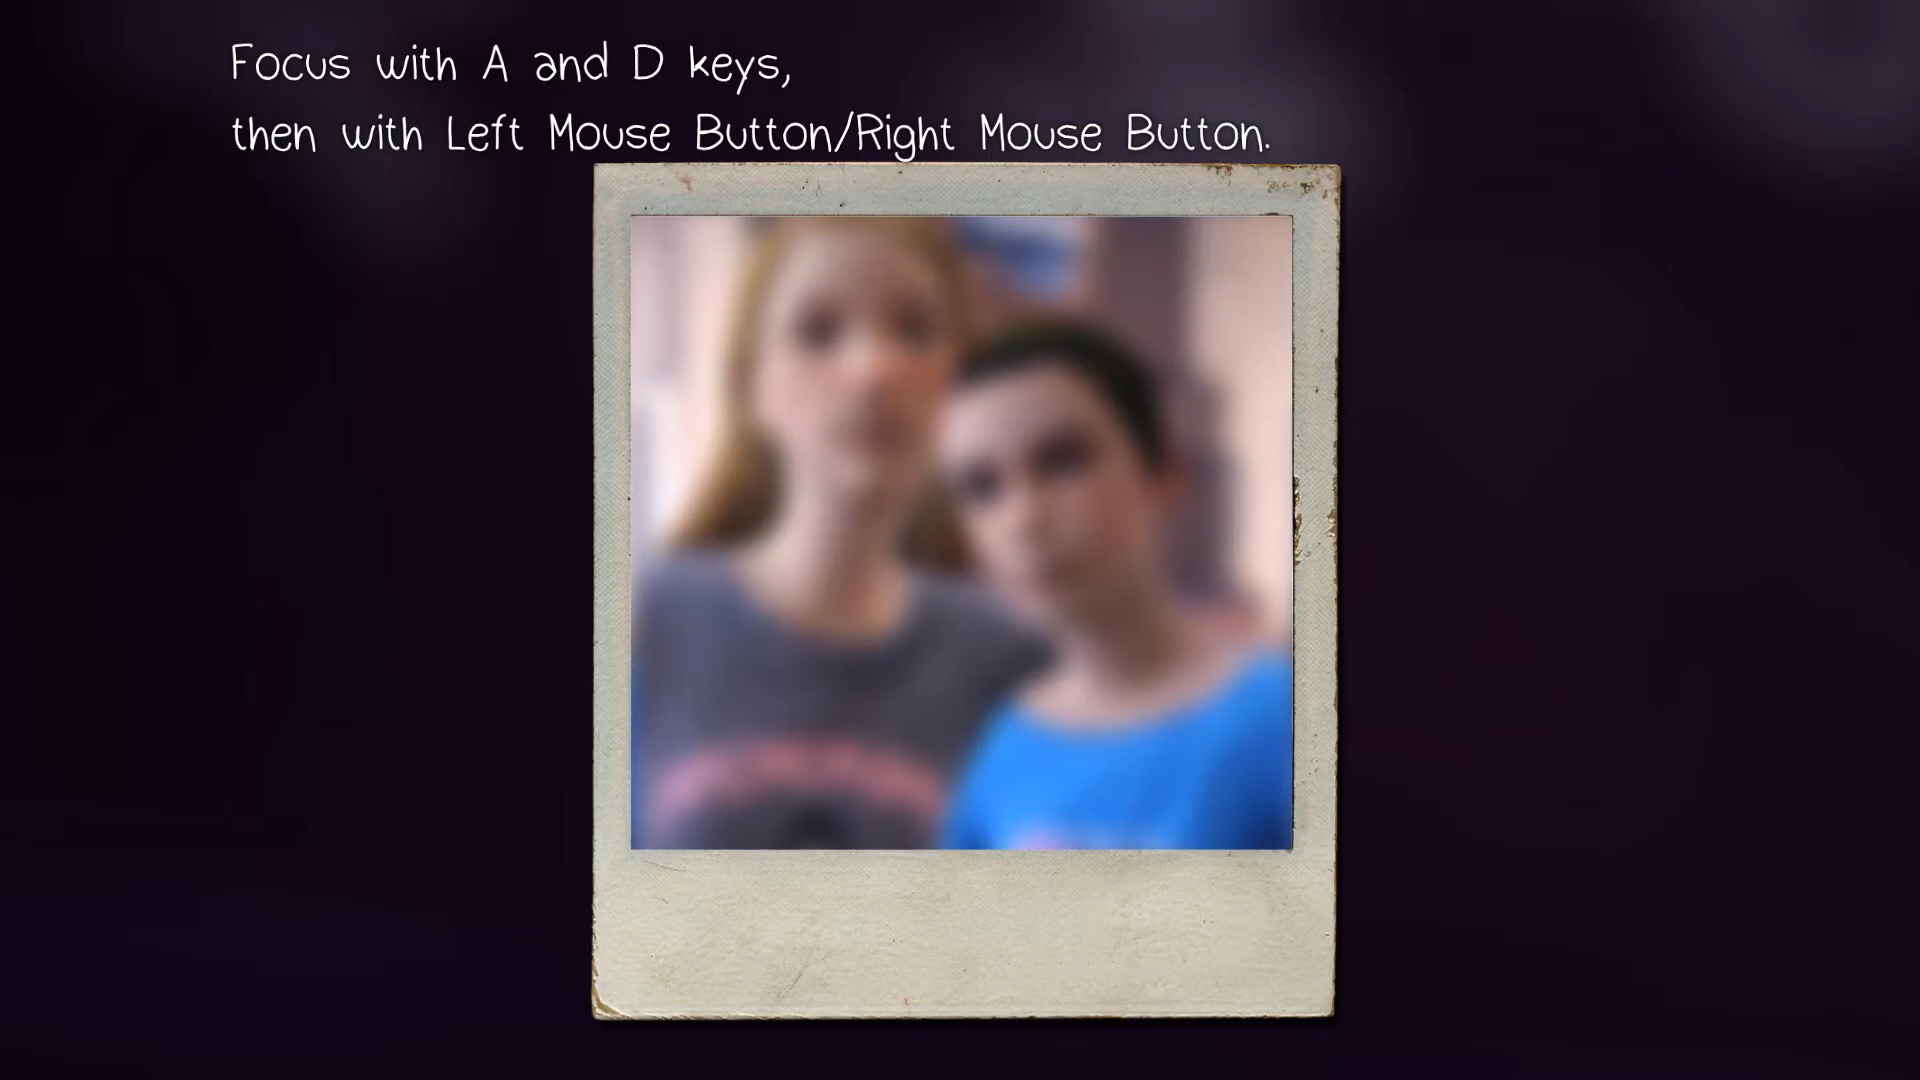 Focus with A and D keys,
then with Left Mouse Button/Right Mouse Button.